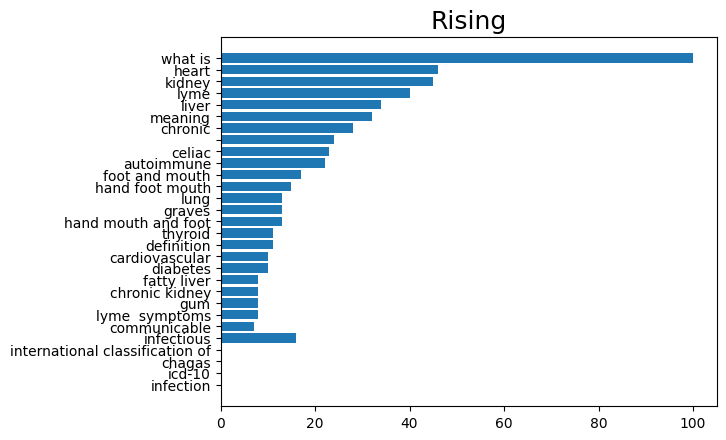 Rising
what is
heart
kidney
lyme
liver
meaning
chronic
celiac
autoimmune
foot and mouth
hand foot mouth
lung
graves
hand mouth and foot
thyroid
definition
cardiovascular
diabetes
fatty liver
chronic kidney
gum
lyme  symptoms
communicable
infectious
international classification of
chagas
icd-10
infection
0 20 40 60 80 100